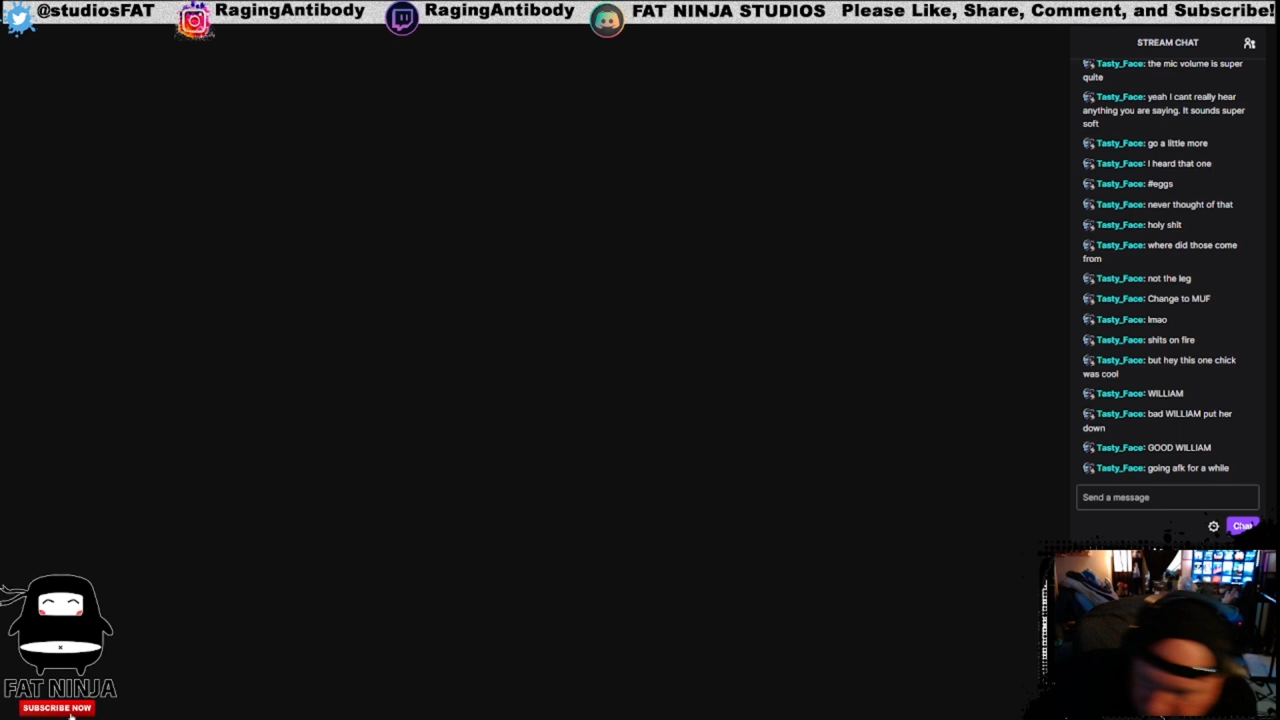 @studiosFAT RagingAntibody RagingAntibody FAT NINJA STUDIOS Please Like, Share, Comment, and Subscribe!
STREAM CHAT
Tasty_Face: the mic volume is super
quite
Tasty_Face: yeah I cant really hear
anything you are saying. It sounds super
soft
Tasty_Face: go a little more
Tasty_Face: I heard that one
Tasty_Face: #eggs
Tasty_Face: never thought of that
Tasty_Face: holy shit
Tasty_Face: where did those come
from
Tasty_Face: not the leg
Tasty_Face: Change to MUF
Tasty_Face: lmao
Tasty_Face: shits on fire
Tasty_Face: but hey this one chick
was cool
Tasty_Face: WILLIAM
Tasty_Face: bad WILLIAM put her
down
Tasty_Face: GOOD WILLIAM
Tasty_Face: going afk for a while
Send a message
Chat
FAT NINJA
SUBSCRIBE NOW